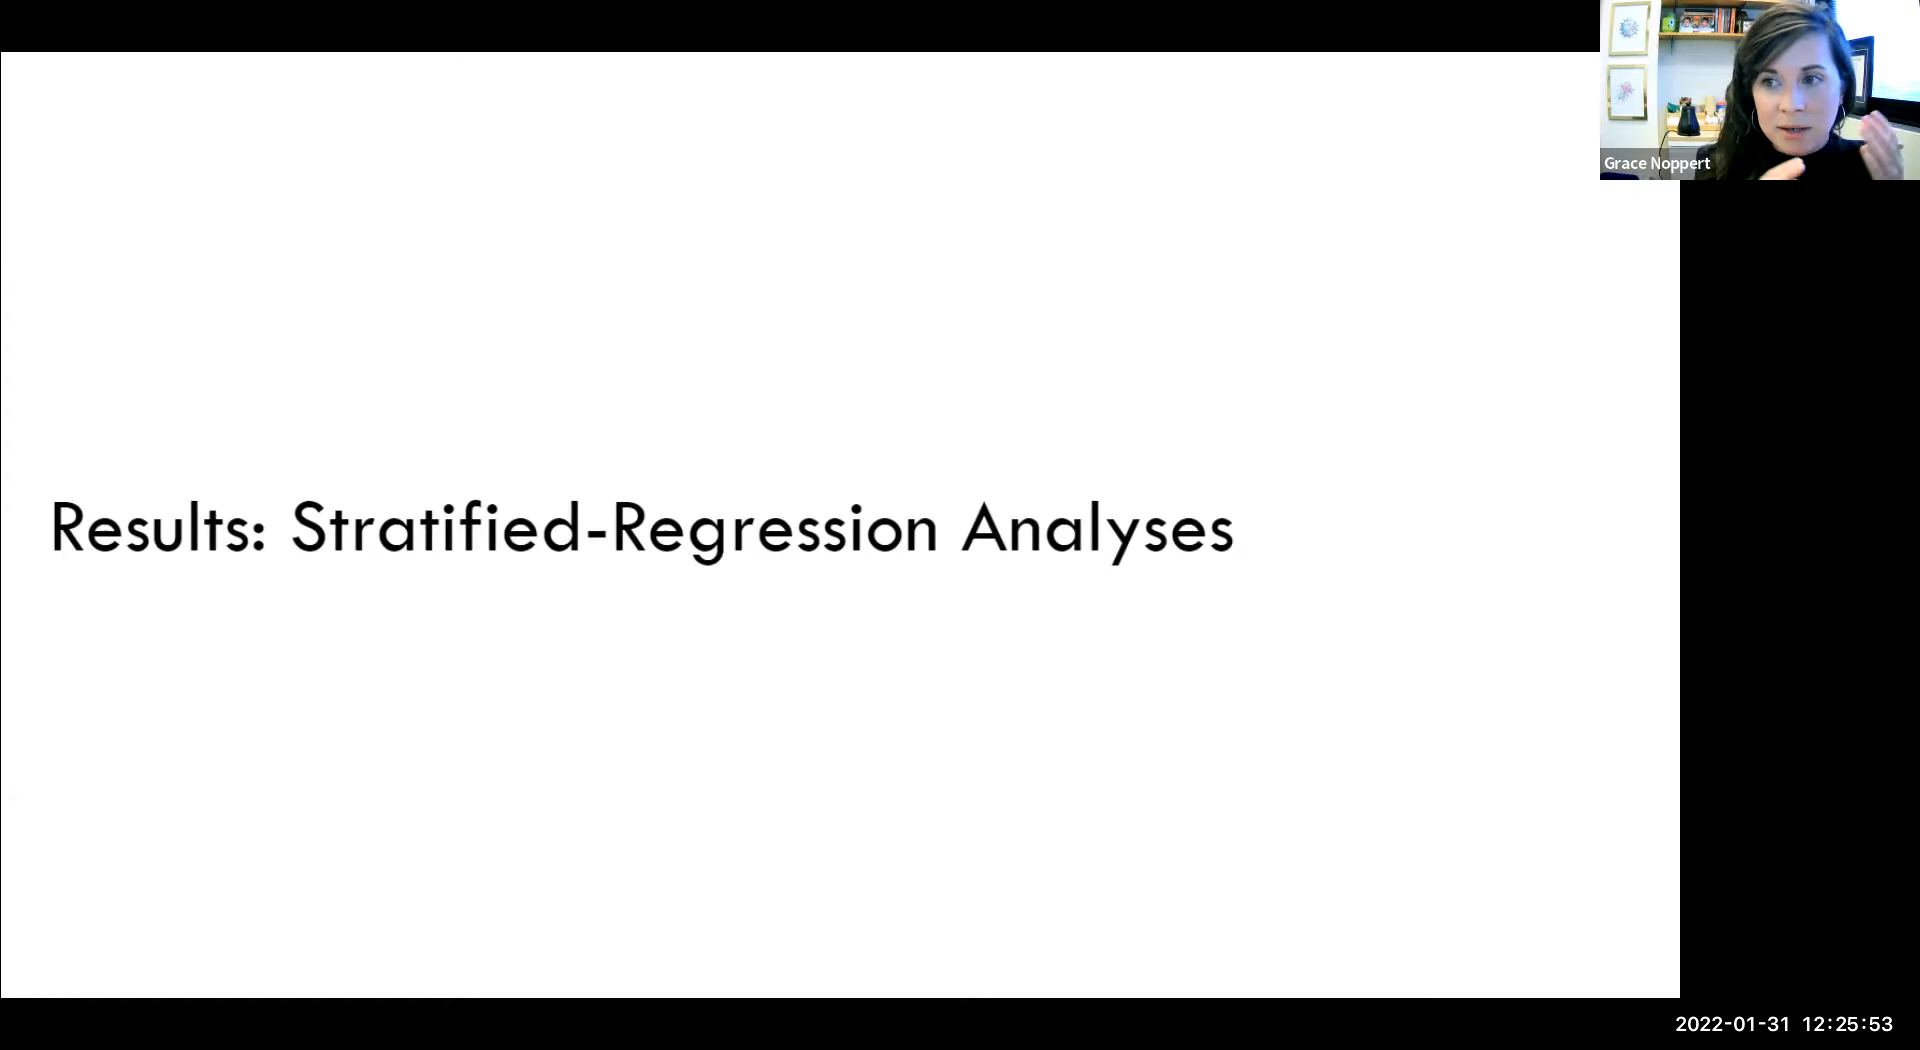 Grace Noppert
Results: Stratified-Regression Analyses
2022-01-31 12:25:53